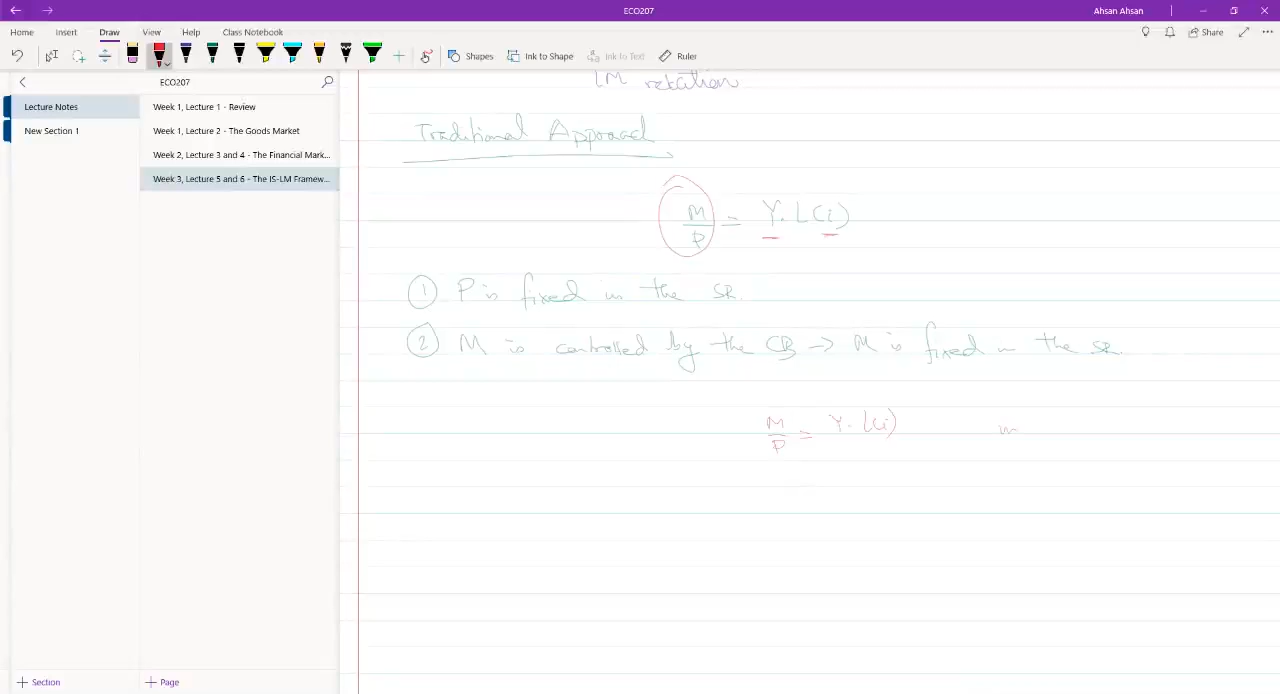 ECO207
Ahsan Ahsan
Home Insert Draw View Help Class Notebook
Share
Shapes Ink to Shape Ink to Text Ruler
ECO207
Lecture Notes
New Section 1
Week 1, Lecture 1 - Review
Week 1, Lecture 2 - The Goods Market
Week 2, Lecture 3 and 4 - The Financial Mark...
Week 3, Lecture 5 and 6 - The IS-LM Framew...
LM relation
Traditional Approach
M/P = Y. L(i)
① P is fixed in the SR.
② M is controlled by the CB → M is fixed in the SR.
M/P = Y. L(i)
+ Section
+ Page